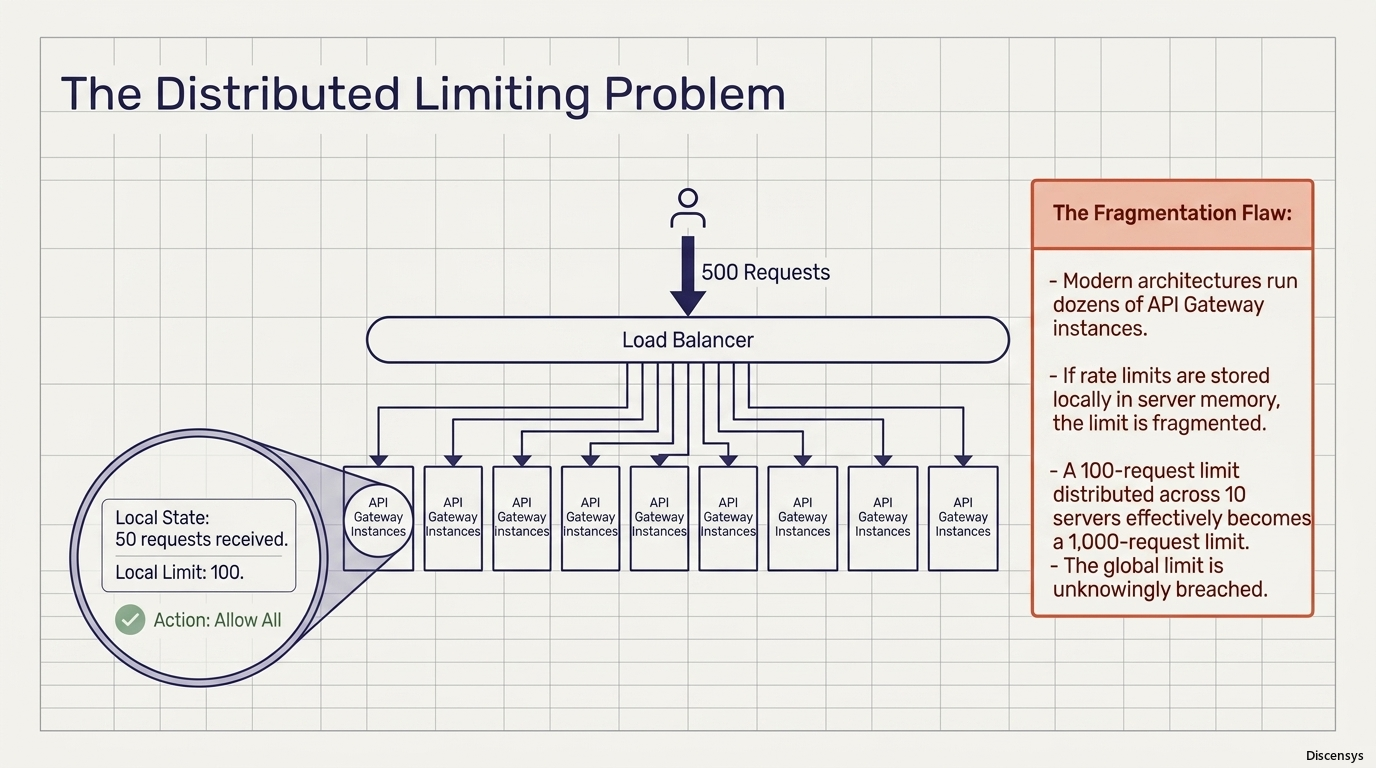 The Distributed Limiting Problem
500 Requests
Load Balancer
API
Gateway
Instances
API
Gateway
Instances
API
Gateway
Instances
API
Gateway
Instances
API
Gateway
Instances
API
Gateway
Instances
API
Gateway
Instances
API
Gateway
Instances
API
Gateway
Instances
Local State:
50 requests received.
Local Limit: 100.
Action: Allow All
The Fragmentation Flaw:
- Modern architectures run
dozens of API Gateway
instances.
- If rate limits are stored
locally in server memory,
the limit is fragmented.
- A 100-request limit
distributed across 10
servers effectively becomes
a 1,000-request limit.
- The global limit is
unknowingly breached.
Discensys